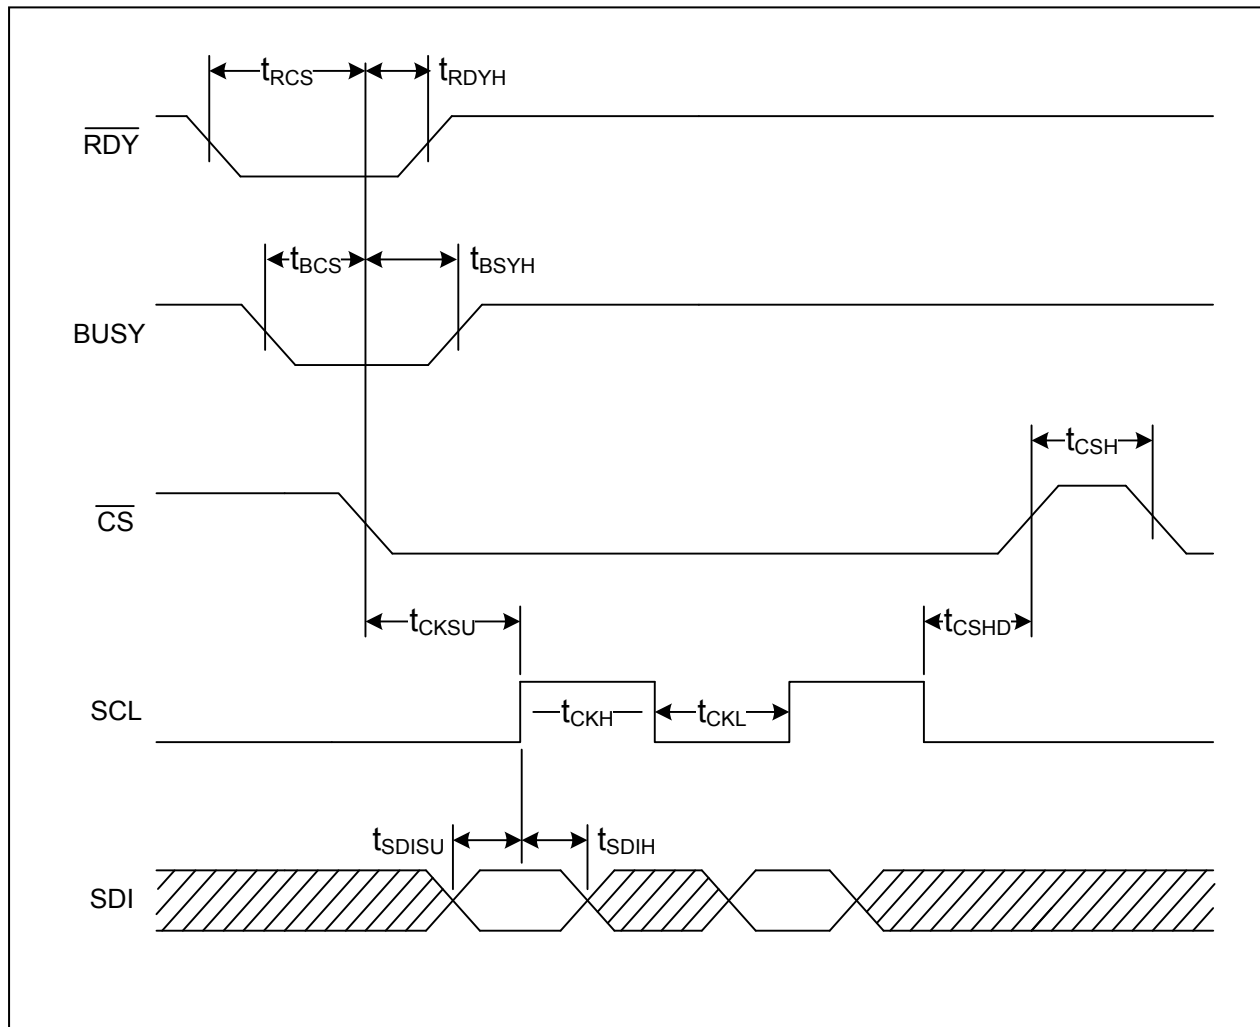 tRCS tRDYH
RDY
tBCS tBSYH
BUSY
tCSH
CS
tCKSU tCSHD
SCL tCKH tCKL
tSDISU tSDIH
SDI